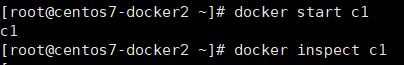 [root@centos7-docker2 ~]# docker start c1
c1
[root@centos7-docker2 ~]# docker inspect c1